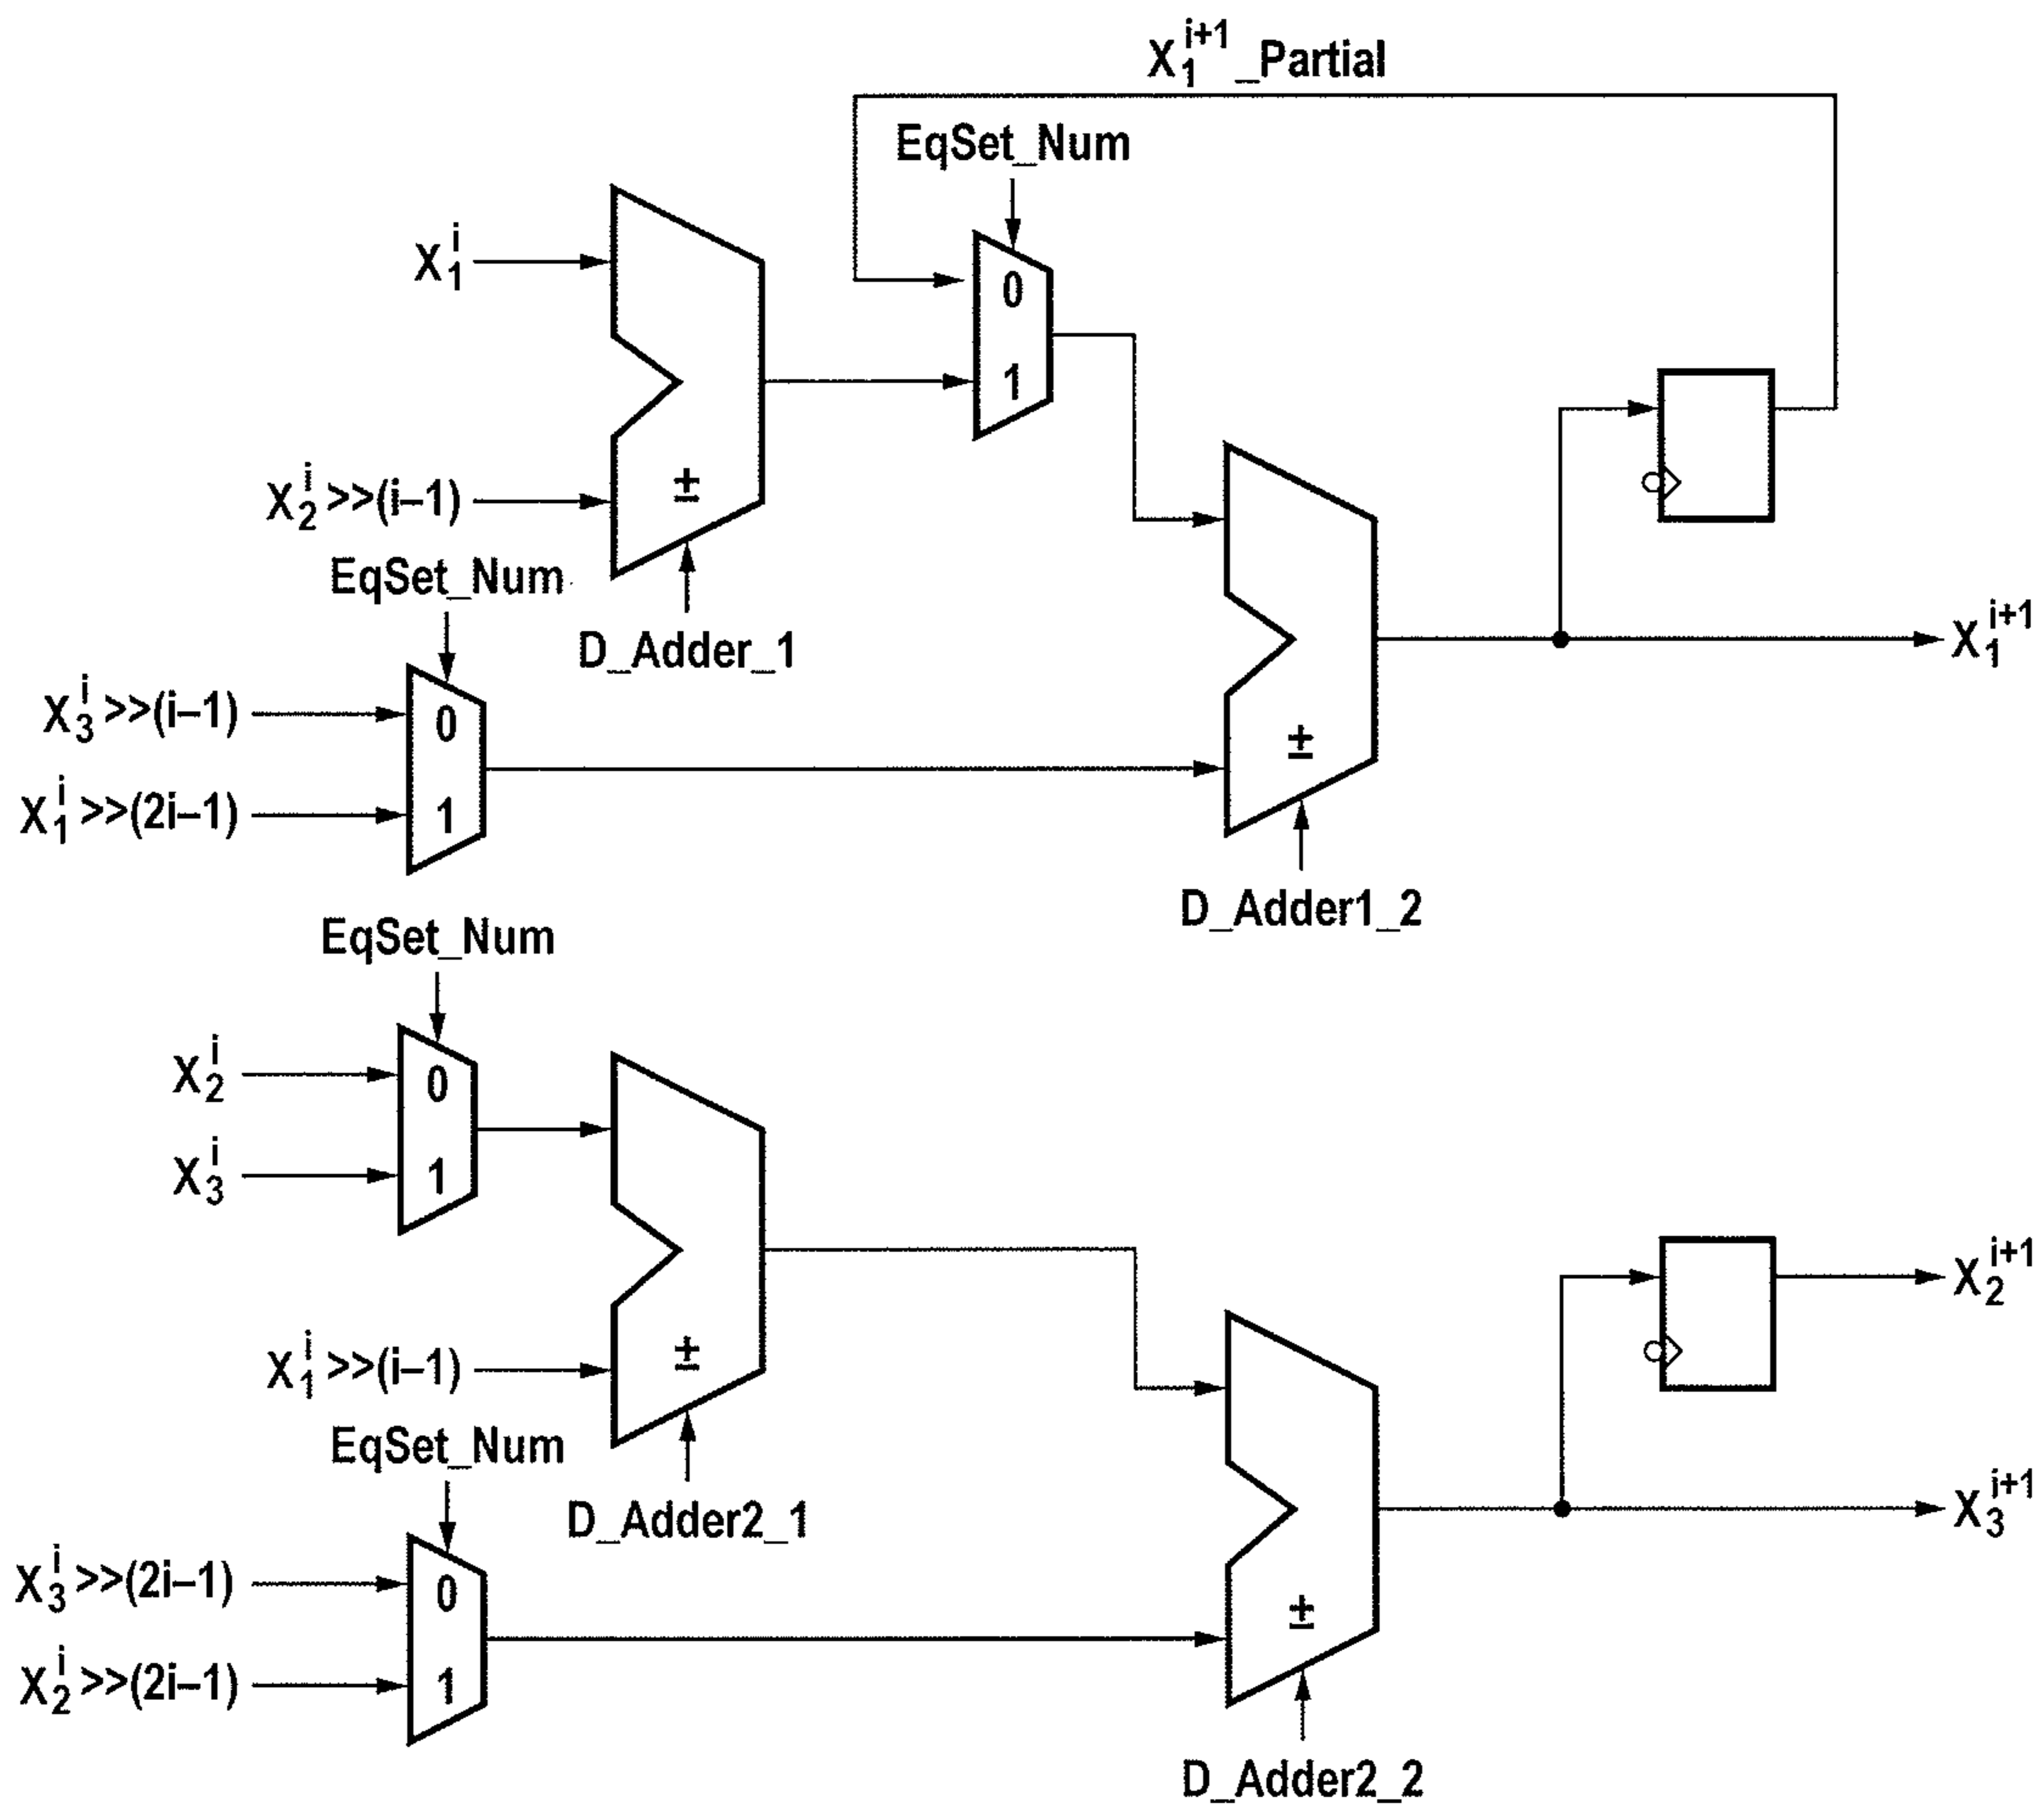 X₁ⁱ⁺¹_Partial
EqSet_Num
X₁ⁱ
0
1
X₂ⁱ>>(i–1)
±
EqSet_Num
D_Adder_1
X₁ⁱ⁺¹
X₃ⁱ>>(i–1)
0
±
X₁ⁱ>>(2i–1)
1
D_Adder1_2
EqSet_Num
X₂ⁱ
0
X₃ⁱ
1
X₂ⁱ⁺¹
X₁ⁱ>>(i–1)
±
EqSet_Num
D_Adder2_1
X₃ⁱ⁺¹
X₃ⁱ>>(2i–1)
0
±
X₂ⁱ>>(2i–1)
1
D_Adder2_2